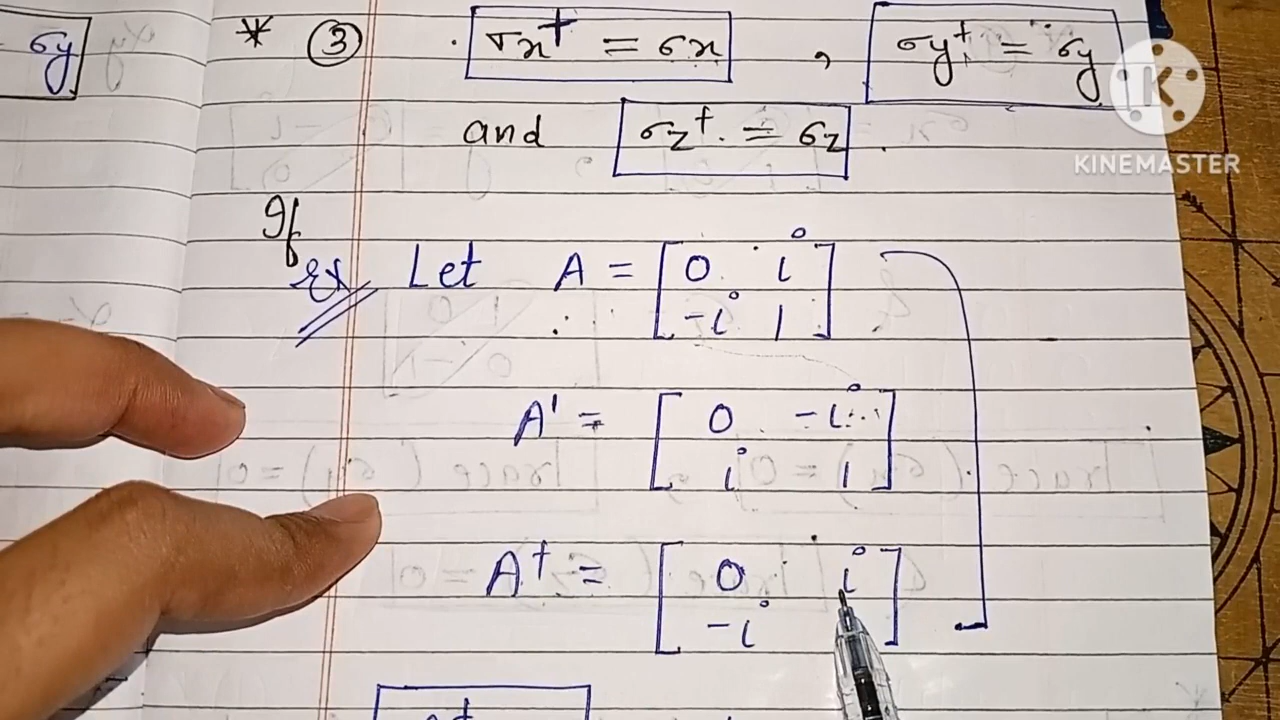 σy
* ③ σx† = σx , σy† = σy
K
KINEMASTER
and σz† = σz .
If
Ex Let A = [ 0 i
-i 1 ]
A' = [ 0 -i
i 1 ]
A† = [ 0 i
-i ]